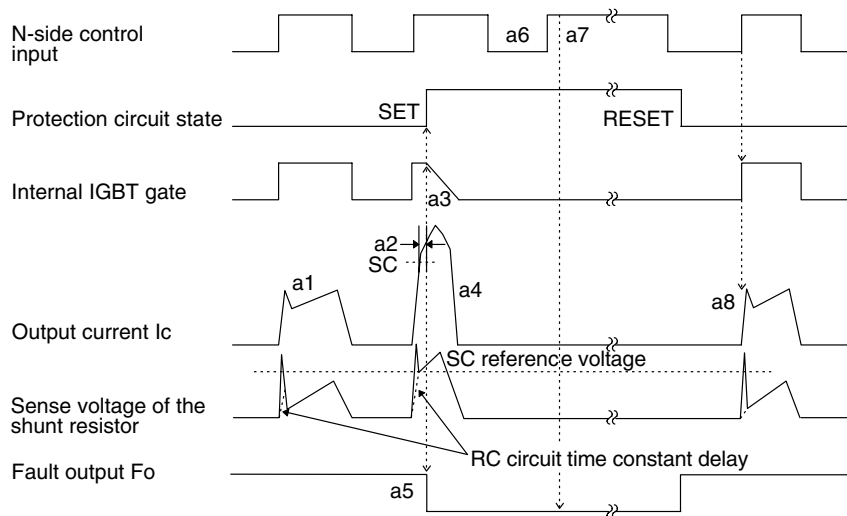 N-side control
input
a6
a7
Protection circuit state
SET
RESET
Internal IGBT gate
a3
a2
SC
a1
a4
a8
Output current Ic
SC reference voltage
Sense voltage of the
shunt resistor
RC circuit time constant delay
Fault output Fo
a5